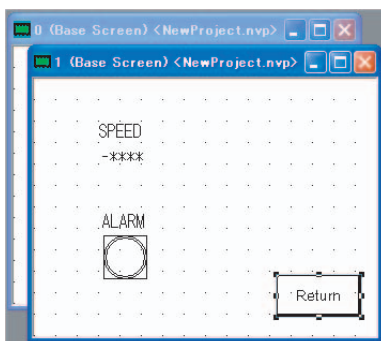 0 (Base Screen) <NewProject.nvp>
1 (Base Screen) <NewProject.nvp>
SPEED
-****
ALARM
Return